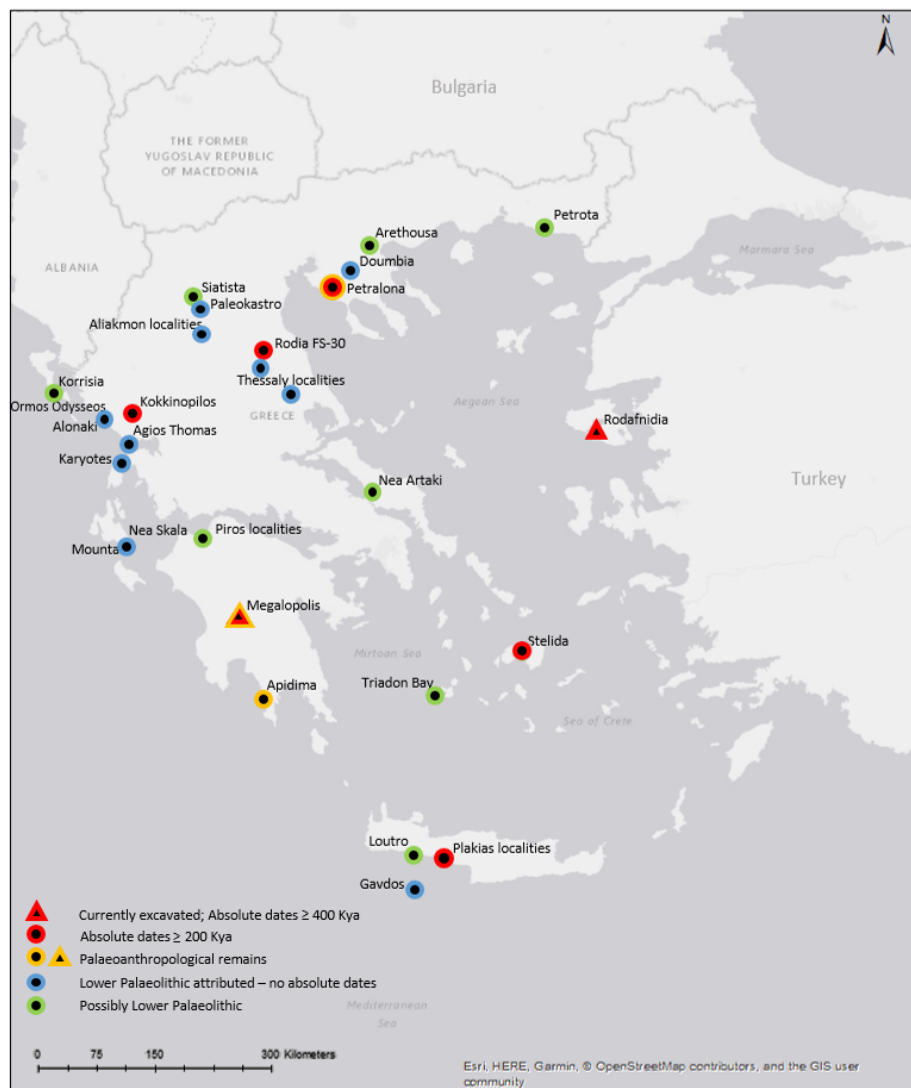 N
Bulgaria
THE FORMER
YUGOSLAV REPUBLIC
OF MACEDONIA
Petrota
Arethousa
Marmara Sea
Doumbia
ALBANIA
Siatista
Petralona
Paleokastro
Aliakmon localities
Rodia FS-30
Thessaly localities
Korrisia
Aegean Sea
Ormos Odysseos
Kokkinopilos
GREECE
Rodafnidia
Alonaki
Agios Thomas
Karyotes
Nea Artaki
Turkey
Nea Skala
Piros localities
Mounta
Megalopolis
Stelida
Mirtoan Sea
Apidima
Triadon Bay
Sea of Crete
Loutro
Plakias localities
Gavdos
Currently excavated; Absolute dates ≥ 400 Kya
Absolute dates ≥ 200 Kya
Palaeoanthropological remains
Lower Palaeolithic attributed – no absolute dates
Possibly Lower Palaeolithic
Mediterranean
Sea
0 75 150 300 Kilometers
Esri, HERE, Garmin, © OpenStreetMap contributors, and the GIS user
community